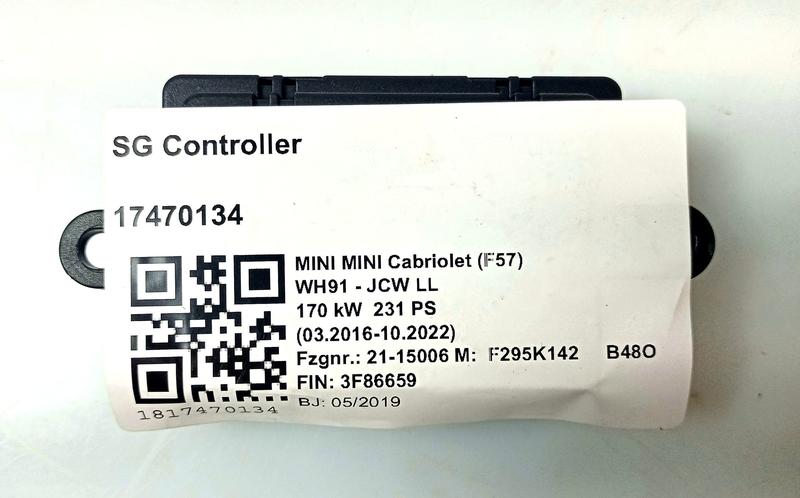 SG Controller
17470134
MINI MINI Cabriolet (F57)
WH91 - JCW LL
170 kW 231 PS
(03.2016-10.2022)
Fzgnr.: 21-15006 M: F295K142 B48O
FIN: 3F86659
BJ: 05/2019
1817470134